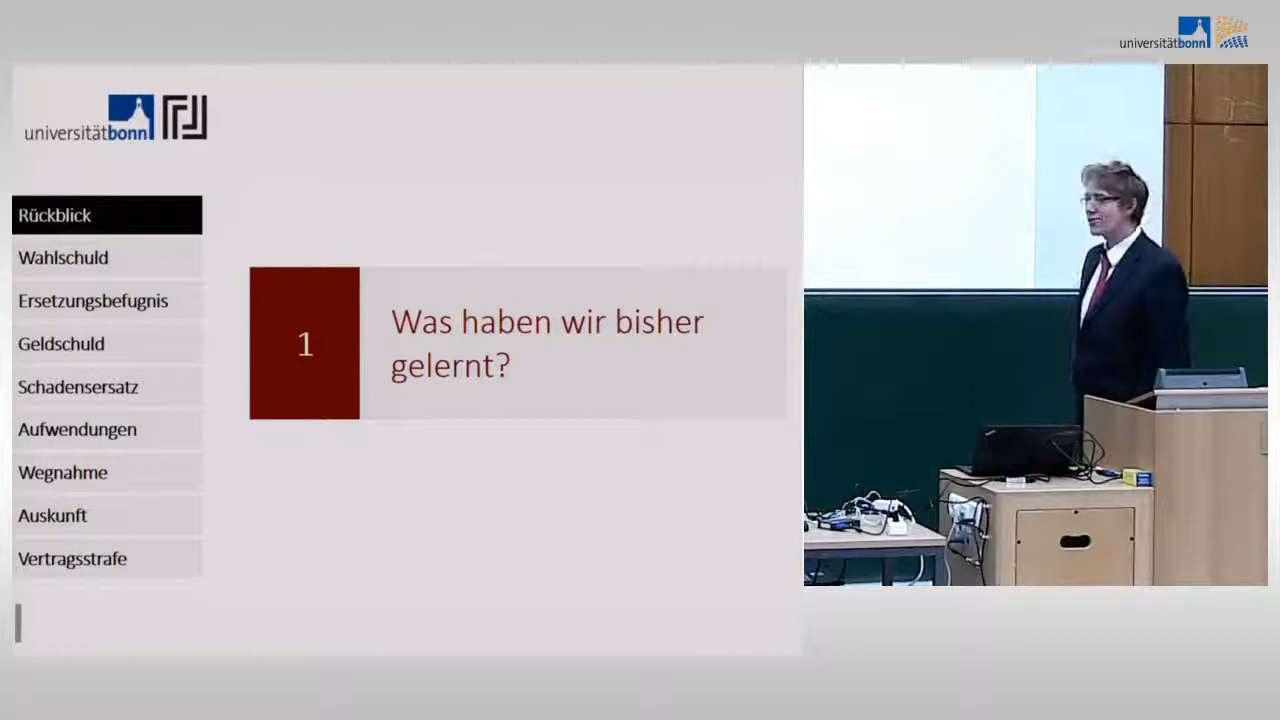 universitätbonn
universitätbonn
Rückblick
Wahlschuld
Ersetzungsbefugnis
Geldschuld
Schadensersatz
Aufwendungen
Wegnahme
Auskunft
Vertragsstrafe
1
Was haben wir bisher
gelernt?